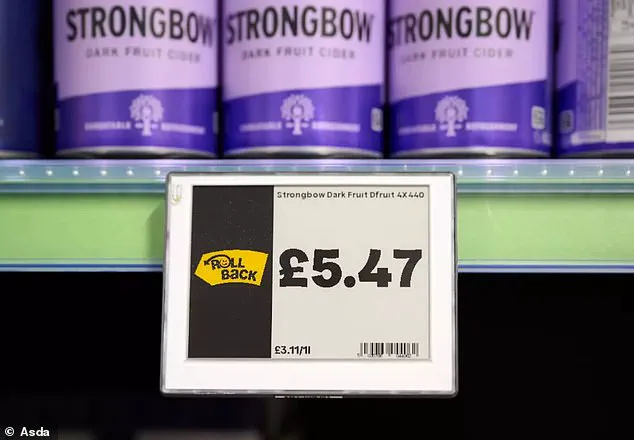 STRONGBOW STRONGBOW STRONGBOW
DARK FRUIT CIDER DARK FRUIT CIDER DARK FRUIT CIDER
Strongbow Dark Fruit Dfruit 4X440
ROLL
BACK
£5.47
£3.11/1l
© Asda